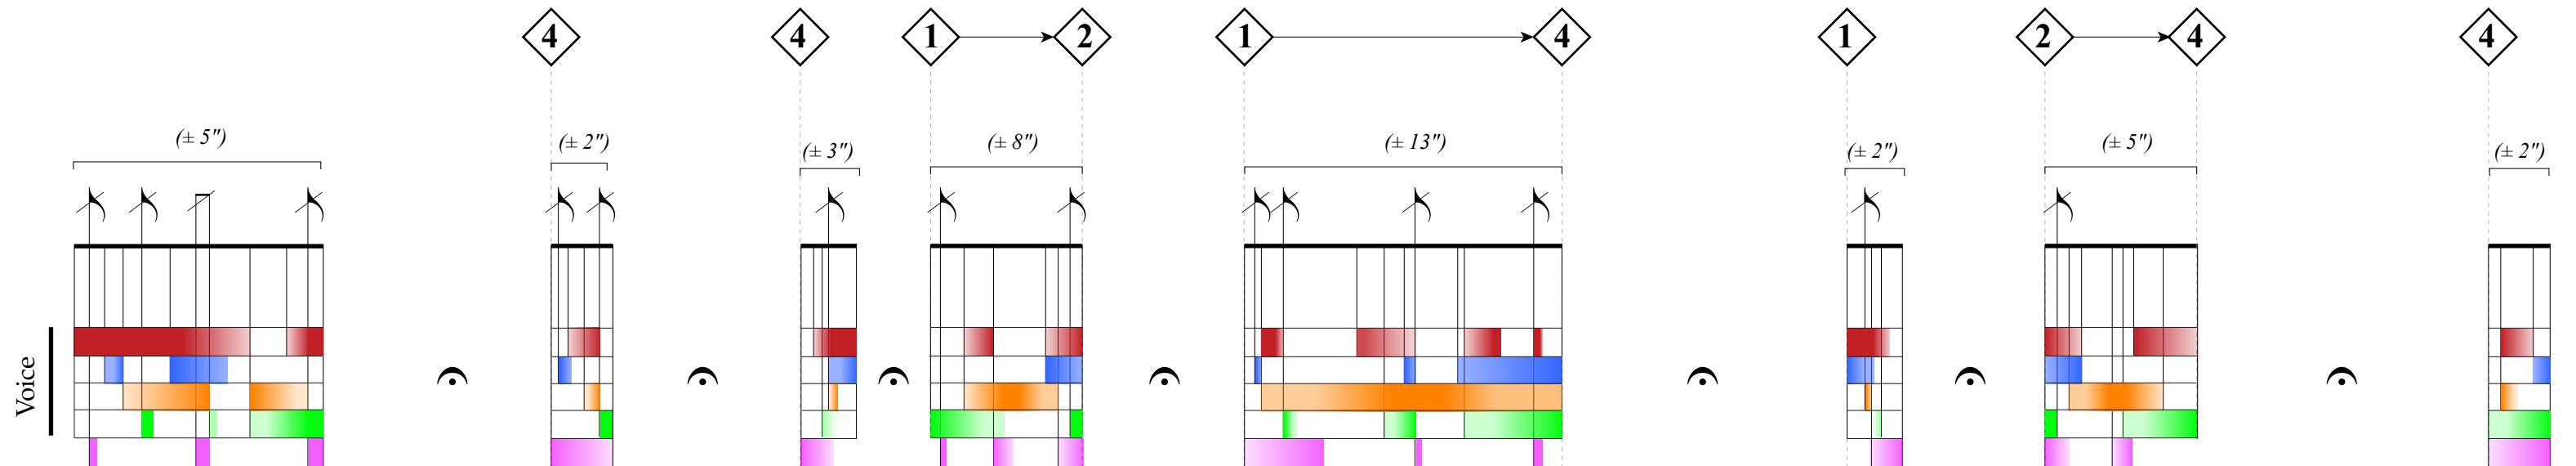 4 4 1 2 1 4 1 2 4 4
(± 5") (± 2") (± 3") (± 8") (± 13") (± 2") (± 5") (± 2")
Voice